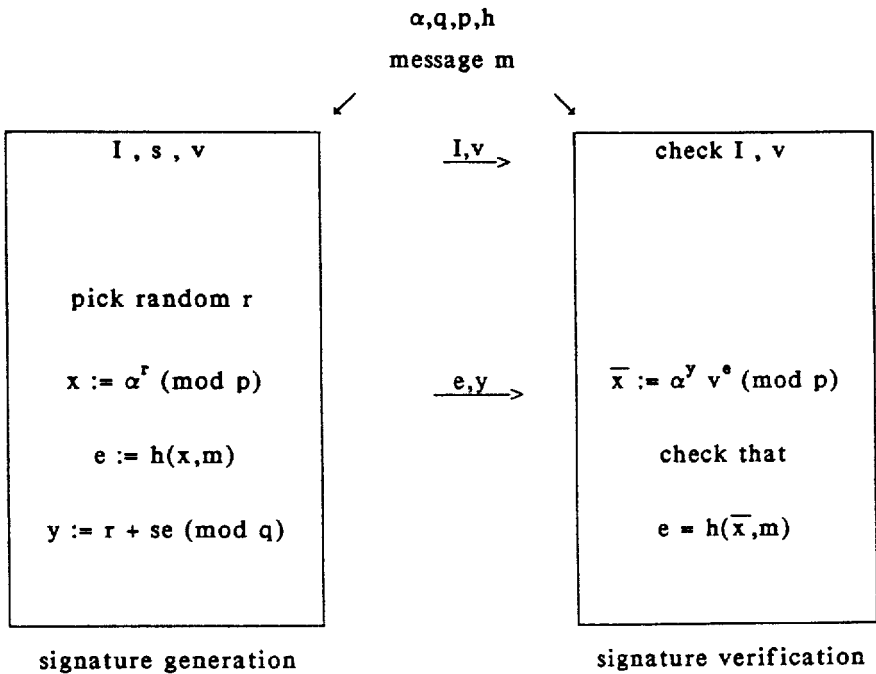 α,q,p,h
message m
I , s , v
I,v
check I , v
pick random r
x := α^r (mod p)
e,y
x̅ := α^y v^e (mod p)
e := h(x,m)
check that
y := r + se (mod q)
e = h(x̅,m)
signature generation
signature verification